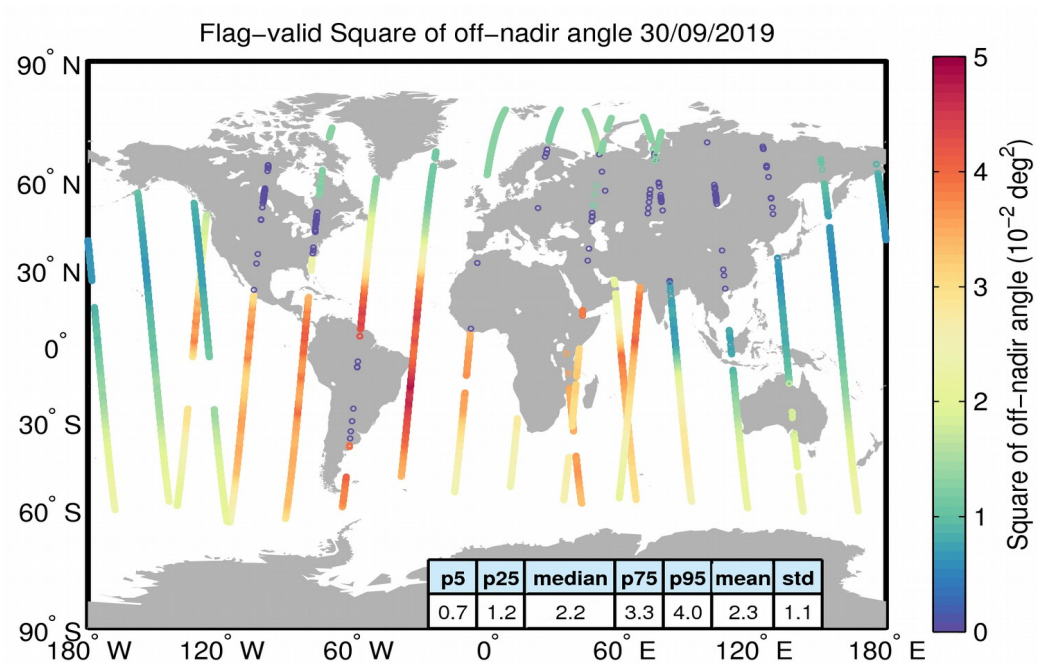 Flag−valid Square of off−nadir angle 30/09/2019
90° N
60° N
30° N
0°
30° S
60° S
90° S
180° W
120° W
60° W
0°
60° E
120° E
180° E
p5 p25 median p75 p95 mean std
0.7 1.2 2.2 3.3 4.0 2.3 1.1
5
4
3
2
1
0
Square of off−nadir angle (10⁻² deg²)